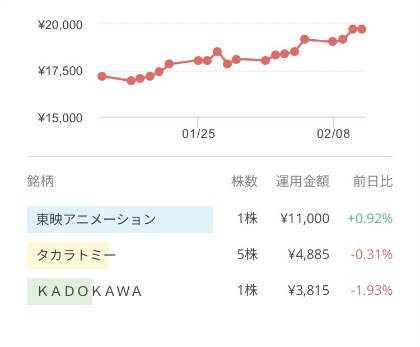 ¥20,000
¥17,500
¥15,000
01/25 02/08
銘柄 株数 運用金額 前日比
東映アニメーション 1株 ¥11,000 +0.92%
タカラトミー 5株 ¥4,885 -0.31%
ＫＡＤＯＫＡＷＡ 1株 ¥3,815 -1.93%